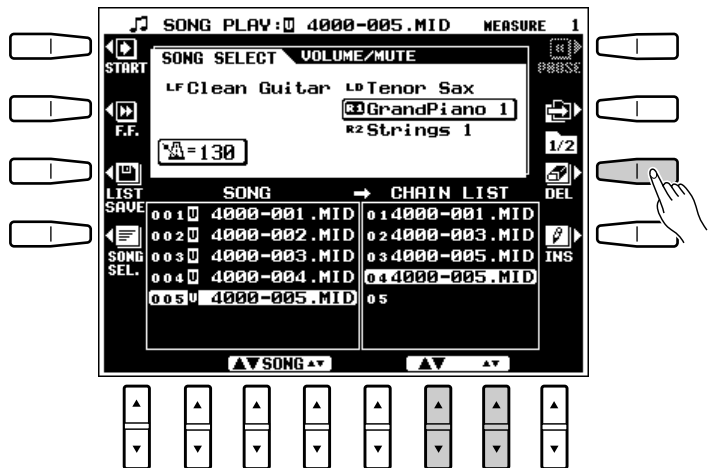 SONG PLAY:U 4000-005.MID MEASURE 1
START
PAUSE
SONG SELECT VOLUME/MUTE
LF Clean Guitar LD Tenor Sax
R1 GrandPiano 1
R2 Strings 1
F.F.
=130
1/2
LIST SAVE
DEL
SONG → CHAIN LIST
001 U 4000-001.MID 01 4000-001.MID
002 U 4000-002.MID 02 4000-003.MID
003 U 4000-003.MID 03 4000-005.MID
004 U 4000-004.MID 04 4000-005.MID
005 U 4000-005.MID 05
SONG SEL.
INS
▲▼SONG▲▼ ▲▼ ▲▼